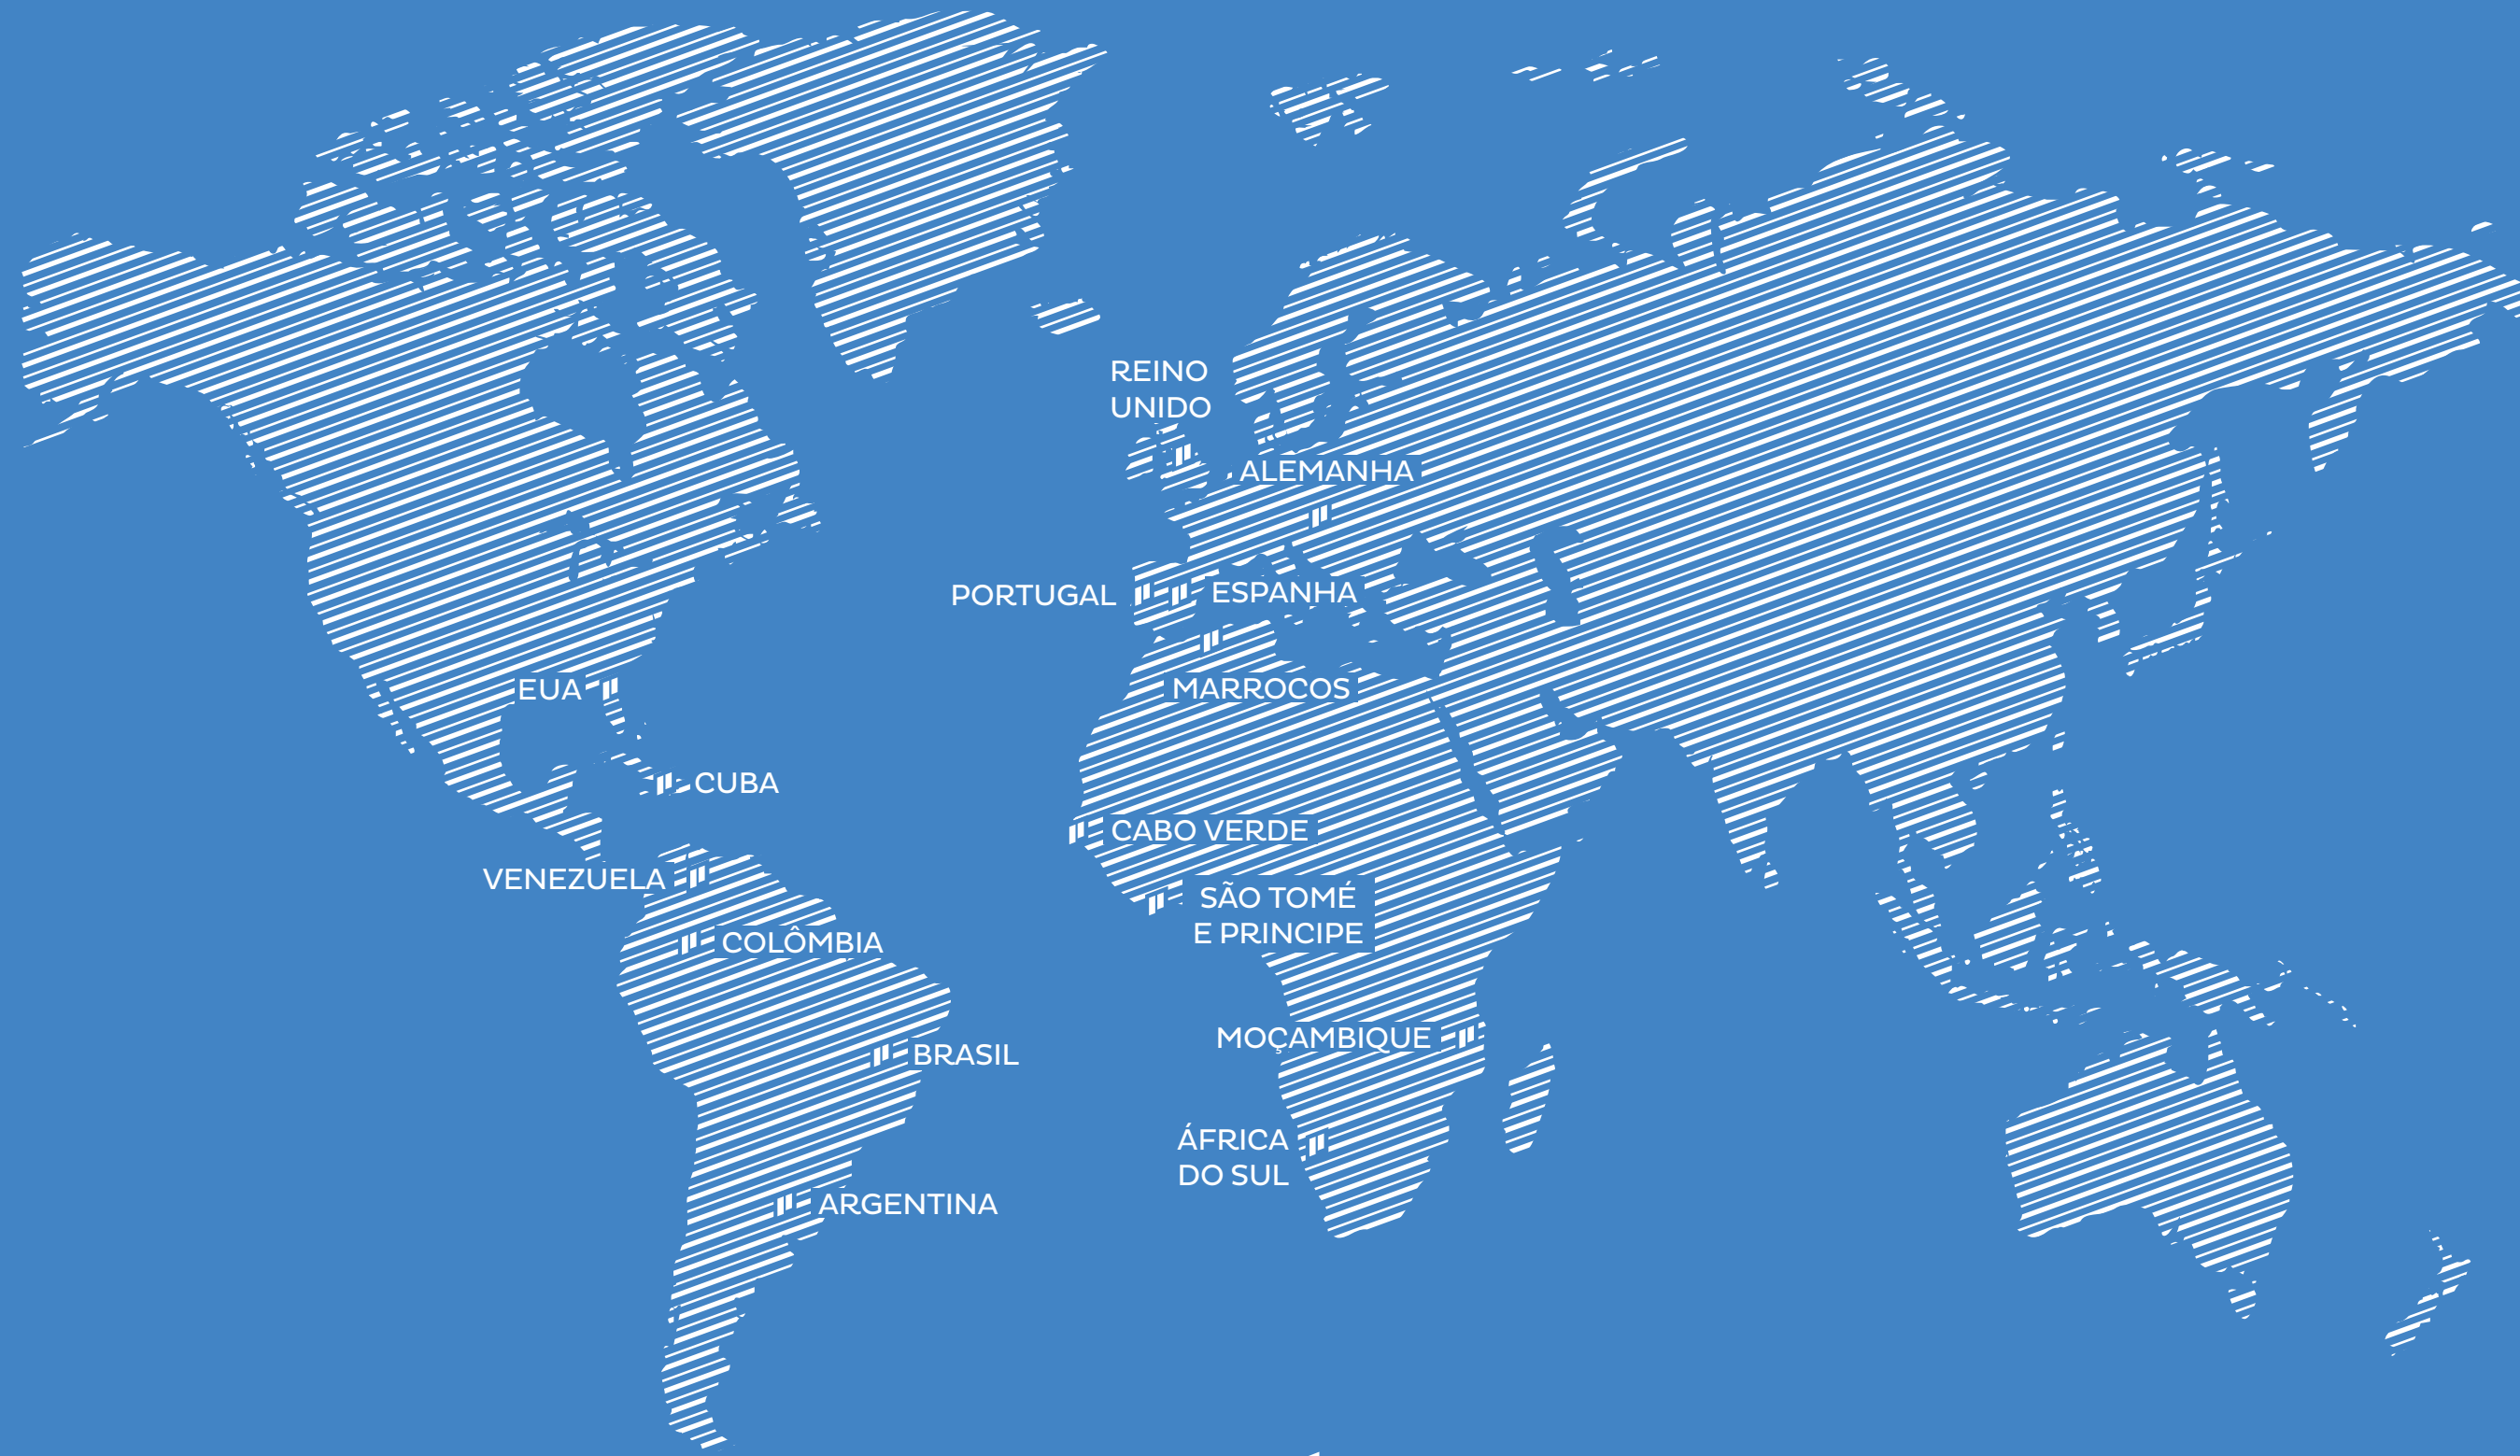 REINO
UNIDO
ALEMANHA
PORTUGAL
ESPANHA
EUA
MARROCOS
CUBA
CABO VERDE
VENEZUELA
SÃO TOMÉ
E PRINCIPE
COLÔMBIA
MOÇAMBIQUE
BRASIL
ÁFRICA
DO SUL
ARGENTINA